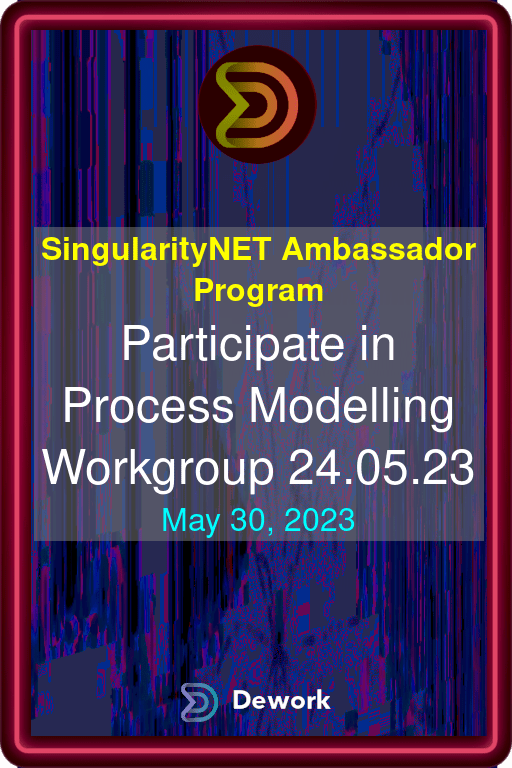 SingularityNET Ambassador
Program
Participate in
Process Modelling
Workgroup 24.05.23
May 30, 2023
Dework